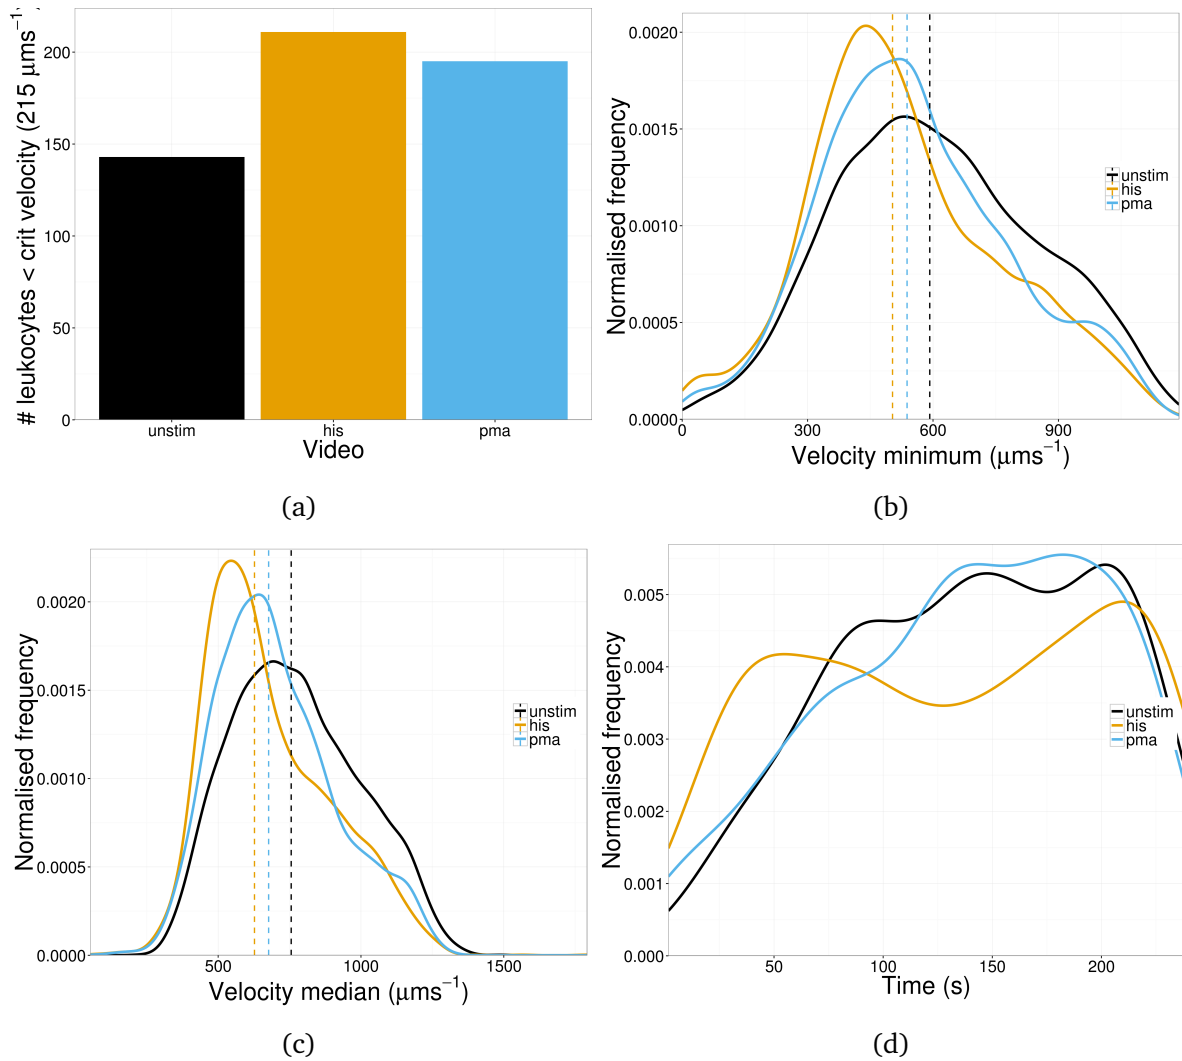 # leukocytes < crit velocity (215 μms⁻¹)
200
150
100
50
0
unstim
his
pma
Video
(a)
Normalised frequency
0.0020
0.0015
0.0010
0.0005
0.0000
0
300
600
900
Velocity minimum (μms⁻¹)
unstim
his
pma
(b)
Normalised frequency
0.0020
0.0015
0.0010
0.0005
0.0000
500
1000
1500
Velocity median (μms⁻¹)
unstim
his
pma
(c)
Normalised frequency
0.005
0.004
0.003
0.002
0.001
0.000
50
100
150
200
Time (s)
unstim
his
pma
(d)